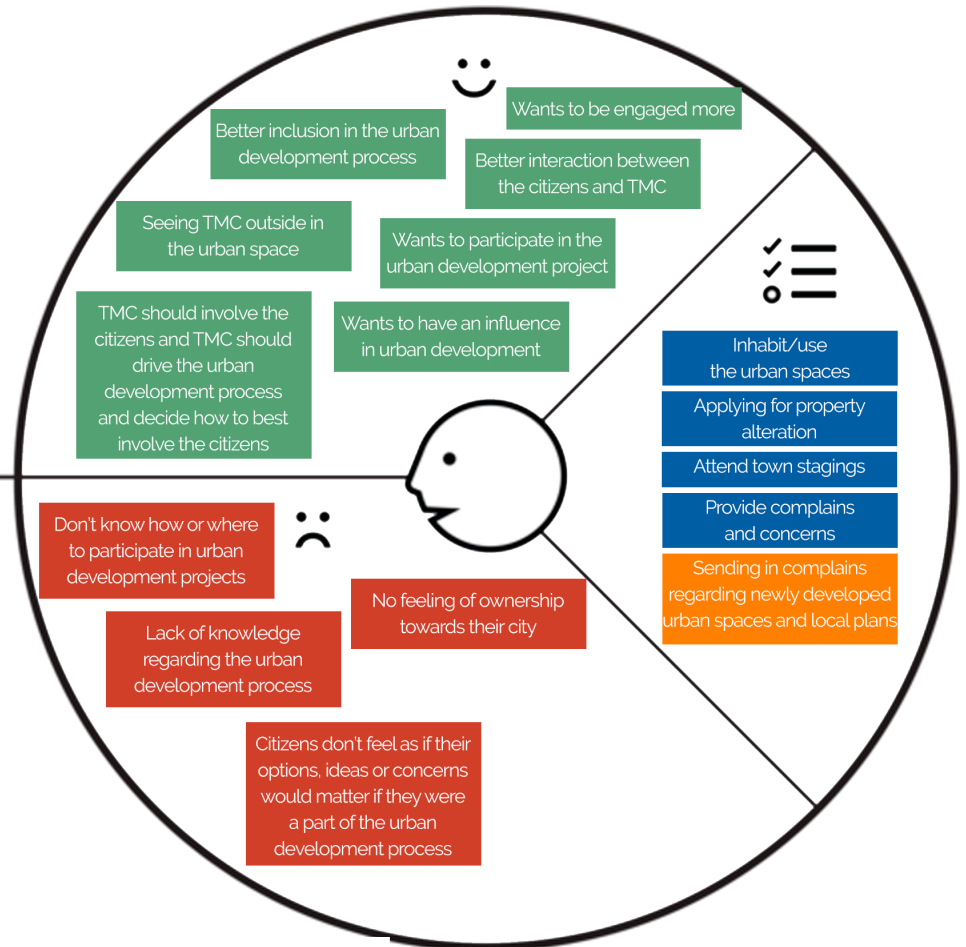 Wants to be engaged more
Better inclusion in the urban
development process
Better interaction between
the citizens and TMC
Seeing TMC outside in
the urban space
Wants to participate in the
urban development project
TMC should involve the
citizens and TMC should
drive the urban
development process
and decide how to best
involve the citizens
Wants to have an influence
in urban development
Inhabit/use
the urban spaces
Applying for property
alteration
Attend town stagings
Provide complains
and concerns
Sending in complains
regarding newly developed
urban spaces and local plans
Don't know how or where
to participate in urban
development projects
No feeling of ownership
towards their city
Lack of knowledge
regarding the urban
development process
Citizens don't feel as if their
options, ideas or concerns
would matter if they were
a part of the urban
development process